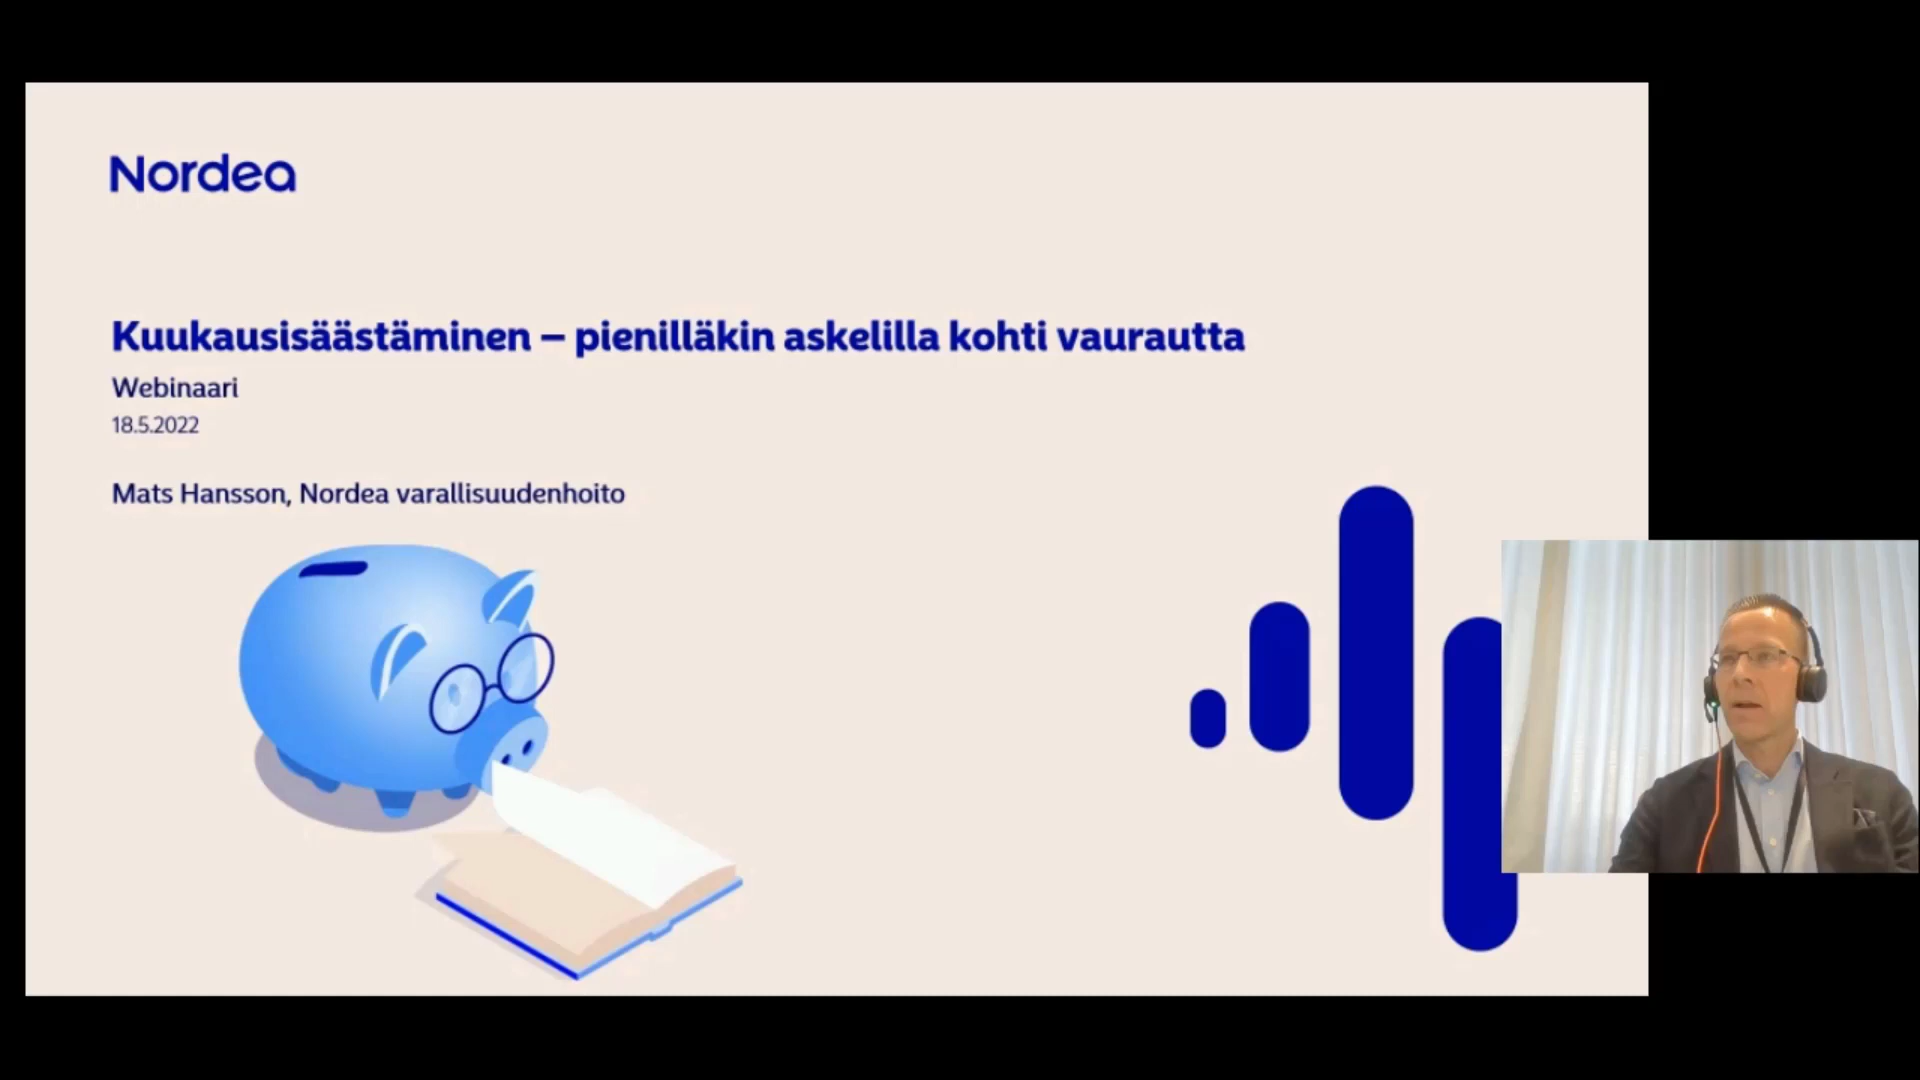 Nordea
Kuukausisäästäminen – pienilläkin askelilla kohti vaurautta
Webinaari
18.5.2022
Mats Hansson, Nordea varallisuudenhoito